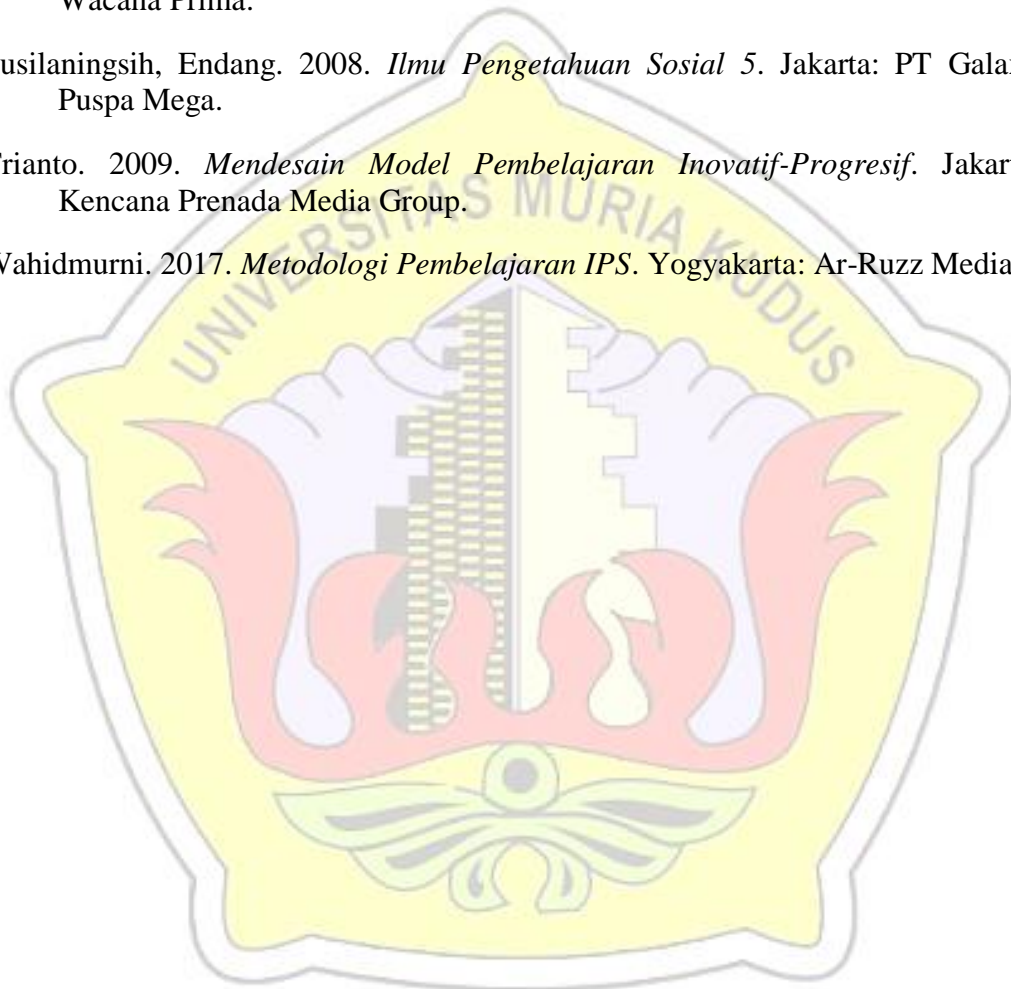 Wacana Prima.
usilaningsih, Endang. 2008. Ilmu Pengetahuan Sosial 5. Jakarta: PT Gala
Puspa Mega.
rianto. 2009. Mendesain Model Pembelajaran Inovatif-Progresif. Jakar
Kencana Prenada Media Group.
Wahidmurni. 2017. Metodologi Pembelajaran IPS. Yogyakarta: Ar-Ruzz Media
UNIVERSITAS MURIA KUDUS